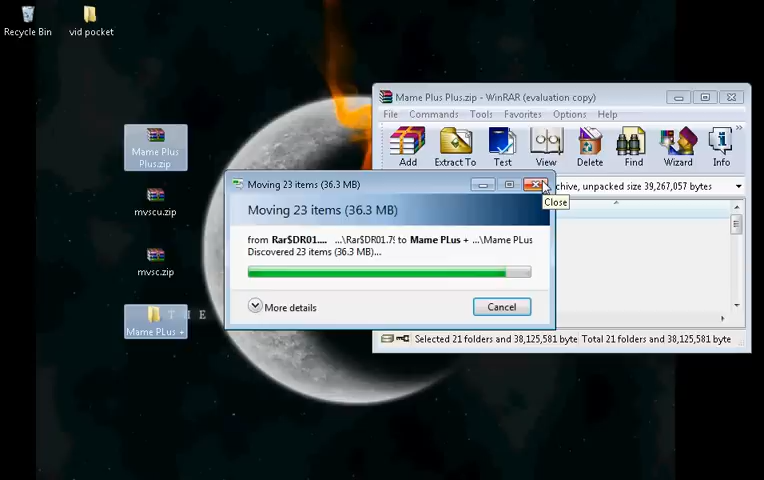 Recycle Bin
vid pocket
Mame Plus Plus.zip - WinRAR (evaluation copy)
File Commands Tools Favorites Options Help
Add Extract To Test View Delete Find Wizard Info
chive, unpacked size 39,267,057 bytes
Mame Plus
Plus.zip
mvscu.zip
mvsc.zip
Mame PLus +
T H E
Moving 23 items (36.3 MB)
Moving 23 items (36.3 MB)
from Rar$DR01.... ...\Rar$DR01.75 to Mame PLus + ...\Mame PLus
Discovered 23 items (36.3 MB)...
More details
Cancel
Close
Selected 21 folders and 38,125,581 byte
Total 21 folders and 38,125,581 byte